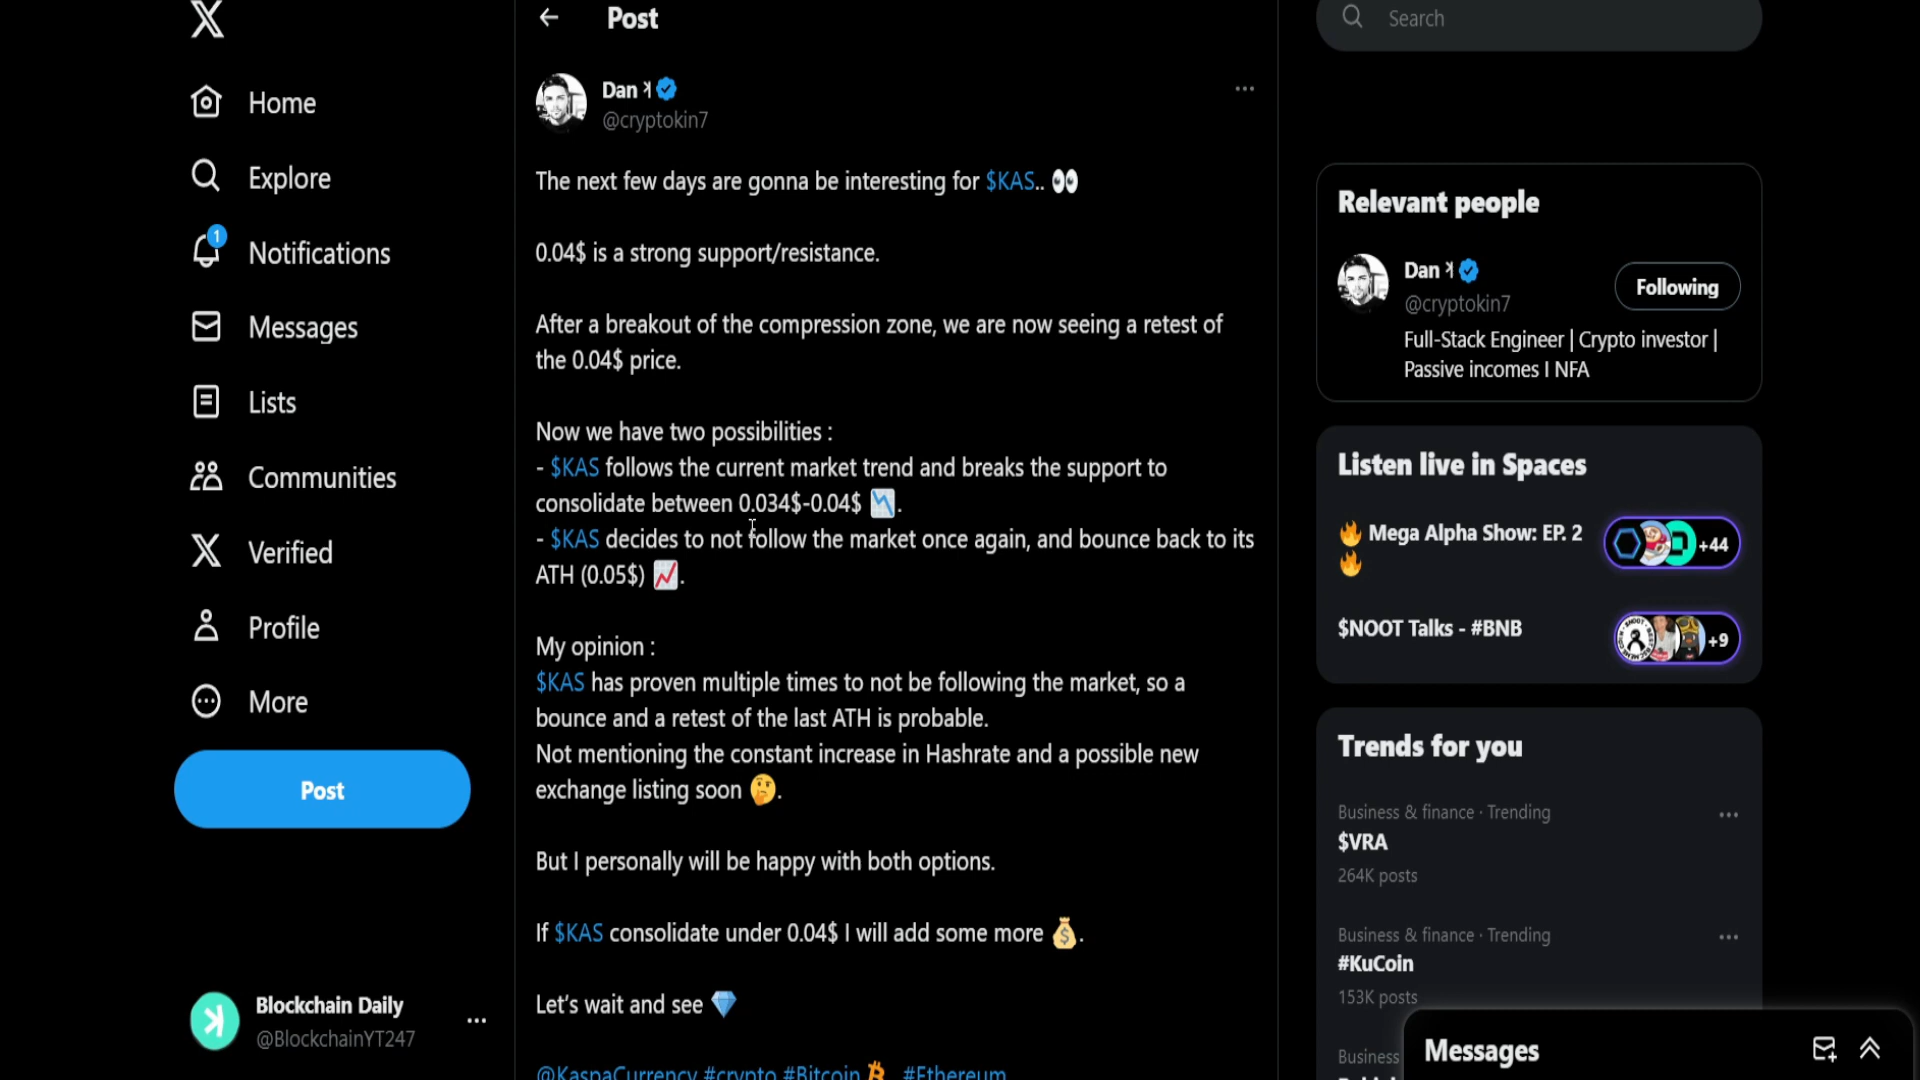 Home
Explore
1
Notifications
Messages
Lists
Communities
Verified
Profile
More
Post
Blockchain Daily
@BlockchainYT247
Post
Dan
@cryptokin7
The next few days are gonna be interesting for $KAS.. 👀
0.04$ is a strong support/resistance.
After a breakout of the compression zone, we are now seeing a retest of
the 0.04$ price.
Now we have two possibilities :
- $KAS follows the current market trend and breaks the support to
consolidate between 0.034$-0.04$ 📉.
- $KAS decides to not follow the market once again, and bounce back to its
ATH (0.05$) 📈.
My opinion :
$KAS has proven multiple times to not be following the market, so a
bounce and a retest of the last ATH is probable.
Not mentioning the constant increase in Hashrate and a possible new
exchange listing soon 🤔.
But I personally will be happy with both options.
If $KAS consolidate under 0.04$ I will add some more 💰.
Let's wait and see 💎
@KaspaCurrency #crypto #Bitcoin #Ethereum
Search
Relevant people
Dan
@cryptokin7
Following
Full-Stack Engineer | Crypto investor |
Passive incomes I NFA
Listen live in Spaces
🔥 Mega Alpha Show: EP. 2
🔥
+44
$NOOT Talks - #BNB
+9
Trends for you
Business & finance · Trending
$VRA
264K posts
Business & finance · Trending
#KuCoin
153K posts
Business
Messages